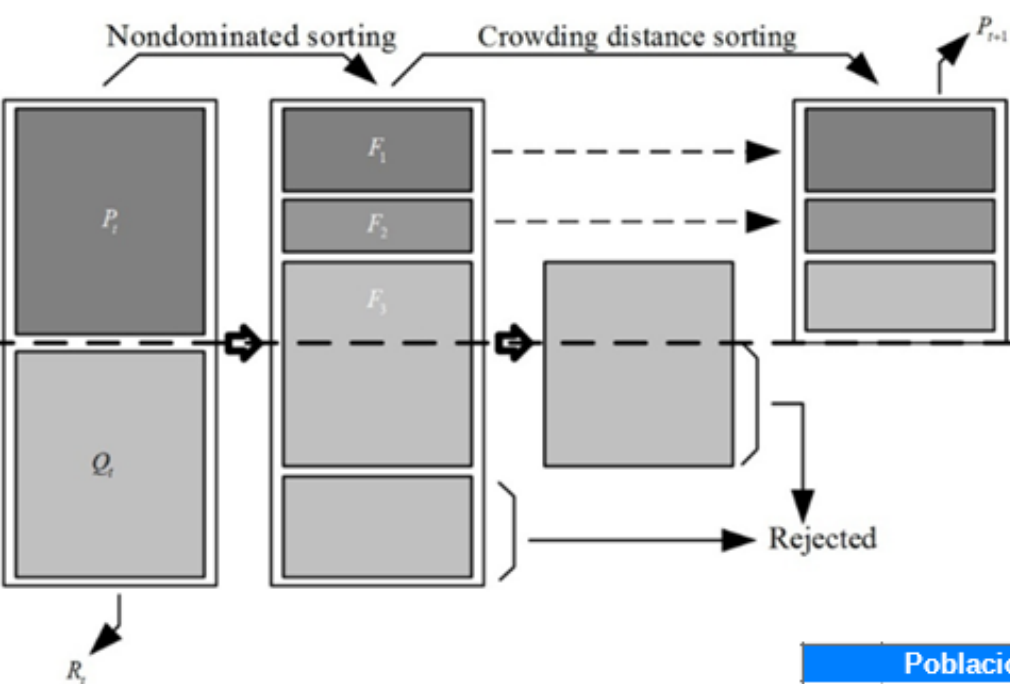 Nondominated sorting
Crowding distance sorting
P_{t+1}
F_1
P_t
F_2
F_3
Q_t
Rejected
R_t
Poblacio